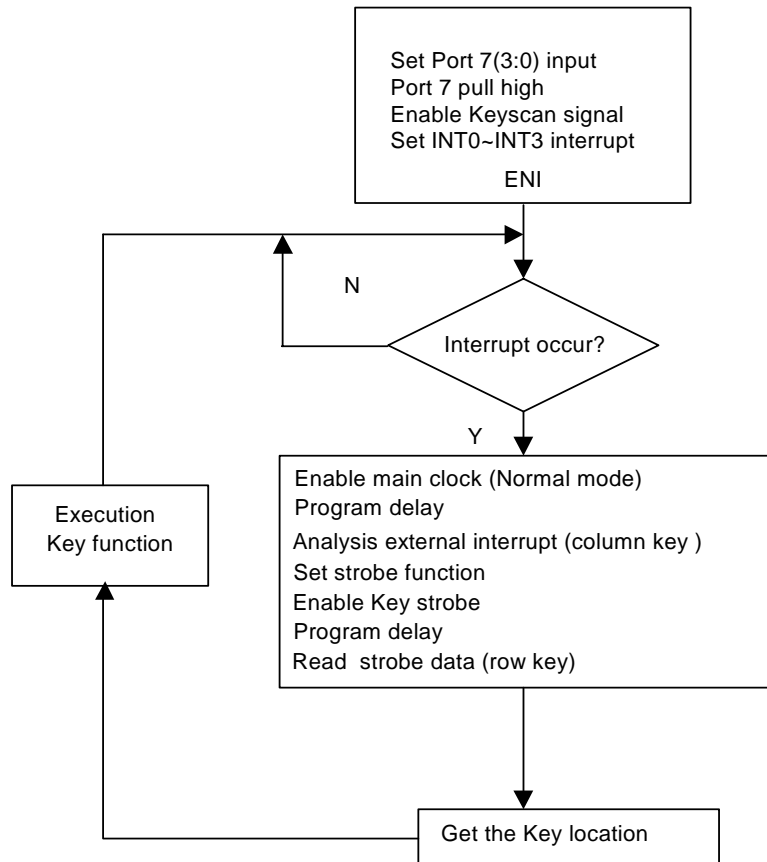 Set Port 7(3:0) input
Port 7 pull high
Enable Keyscan signal
Set INT0~INT3 interrupt
ENI
N
Interrupt occur?
Y
Enable main clock (Normal mode)
Program delay
Analysis external interrupt (column key )
Set strobe function
Enable Key strobe
Program delay
Read  strobe data (row key)
Execution
Key function
Get the Key location